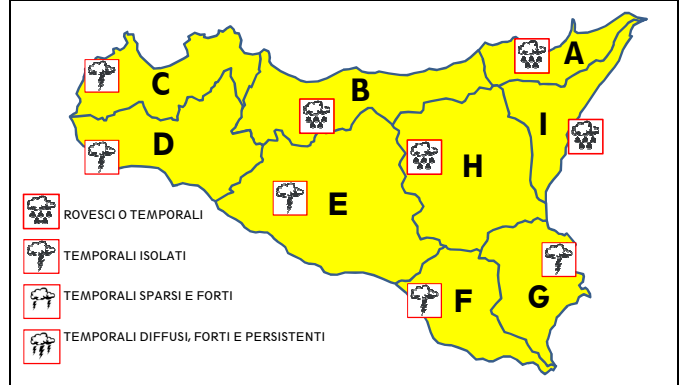 A
C
B
I
D
H
E
ROVESCI O TEMPORALI
TEMPORALI ISOLATI
TEMPORALI SPARSI E FORTI
F
G
TEMPORALI DIFFUSI, FORTI E PERSISTENTI